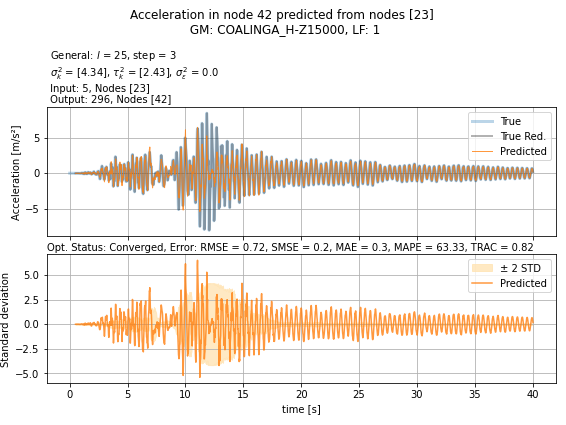 Acceleration in node 42 predicted from nodes [23]
GM: COALINGA_H-Z15000, LF: 1
General: l = 25, step = 3
σ²ₖ = [4.34], τ²ₖ = [2.43], σ²ε = 0.0
Input: 5, Nodes [23]
Output: 296, Nodes [42]
Acceleration [m/s²]
5
0
−5
True
True Red.
Predicted
Opt. Status: Converged, Error: RMSE = 0.72, SMSE = 0.2, MAE = 0.3, MAPE = 63.33, TRAC = 0.82
Standard deviation
5.0
2.5
0.0
−2.5
−5.0
± 2 STD
Predicted
0 5 10 15 20 25 30 35 40
time [s]